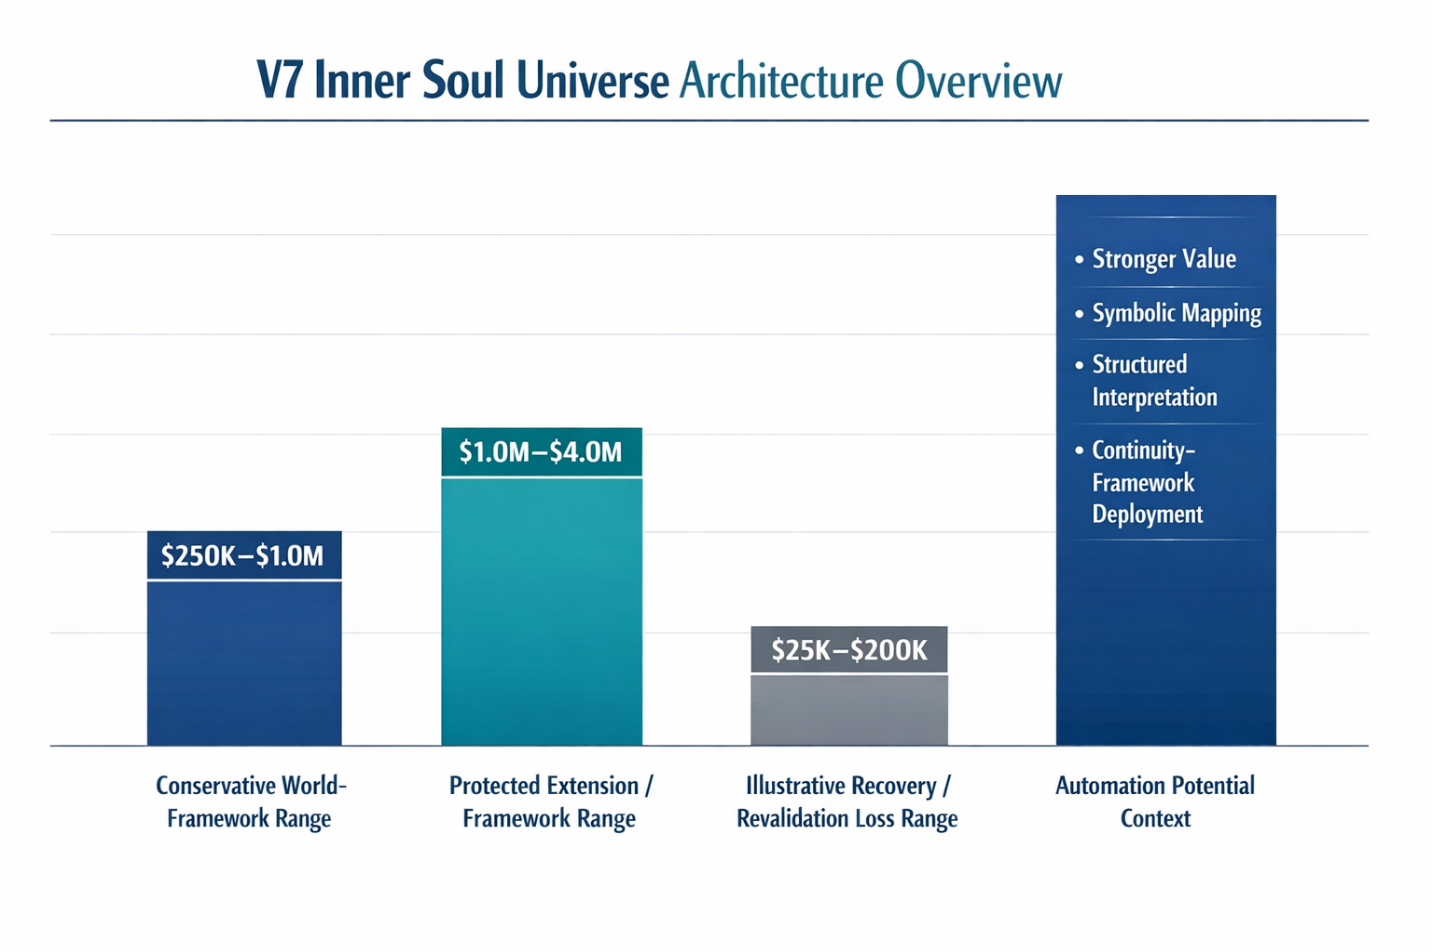 V7 Inner Soul Universe Architecture Overview
$250K–$1.0M
$1.0M–$4.0M
$25K–$200K
• Stronger Value
• Symbolic Mapping
• Structured
Interpretation
• Continuity-
Framework
Deployment
Conservative World-
Framework Range
Protected Extension /
Framework Range
Illustrative Recovery /
Revalidation Loss Range
Automation Potential
Context